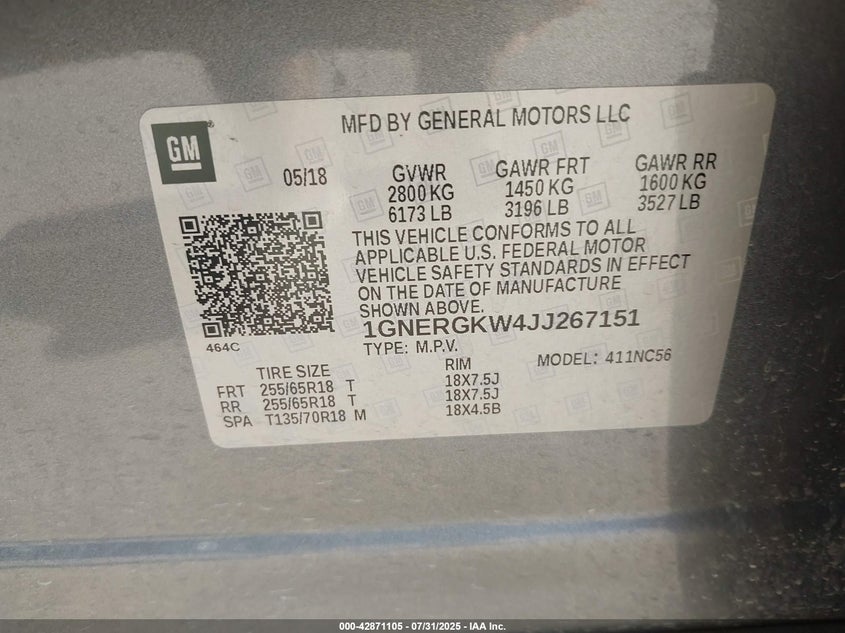 GM
MFD BY GENERAL MOTORS LLC
05/18
GVWR GAWR FRT GAWR RR
2800 KG 1450 KG 1600 KG
6173 LB 3196 LB 3527 LB
THIS VEHICLE CONFORMS TO ALL
APPLICABLE U.S. FEDERAL MOTOR
VEHICLE SAFETY STANDARDS IN EFFECT
ON THE DATE OF MANUFACTURE
SHOWN ABOVE.
1GNERGKW4JJ267151
464C
TYPE: M.P.V. MODEL: 411NC56
TIRE SIZE RIM
FRT 255/65R18 T 18X7.5J
RR 255/65R18 T 18X7.5J
SPA T135/70R18 M 18X4.5B
000-42871105 - 07/31/2025 - IAA Inc.